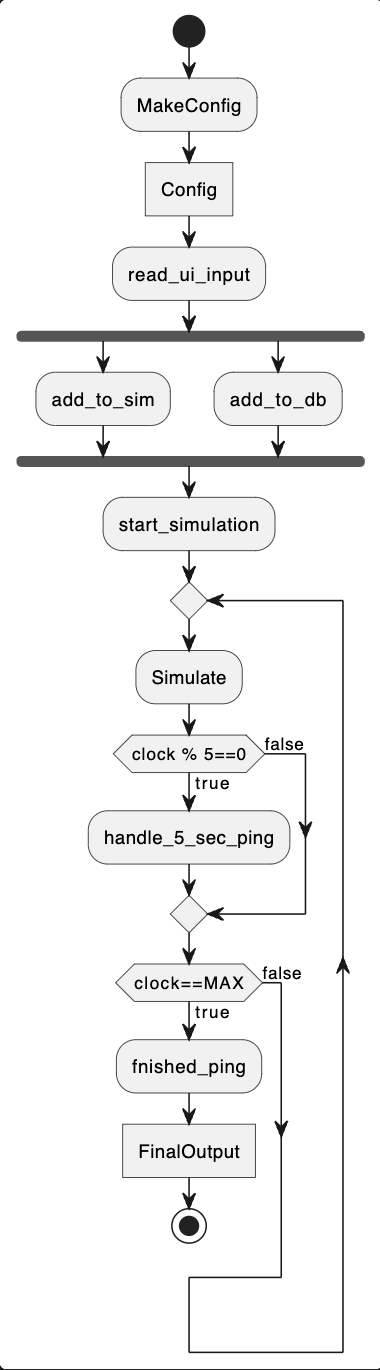 MakeConfig
Config
read_ui_input
add_to_sim
add_to_db
start_simulation
Simulate
clock % 5==0
false
true
handle_5_sec_ping
clock==MAX
false
true
fnished_ping
FinalOutput